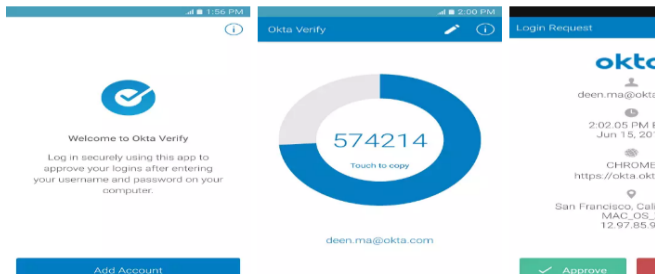 1:56 PM
Welcome to Okta Verify
Log in securely using this app to
approve your logins after entering
your username and password on your
computer.
Add Account
2:00 PM
Okta Verify
574214
Touch to copy
deen.ma@okta.com
Login Request
okta
deen.ma@okta
2:02.05 PM
Jun 15, 20
CHROME
https://okta.okt
San Francisco, Cali
MAC_OS_
12.97.85.9
Approve